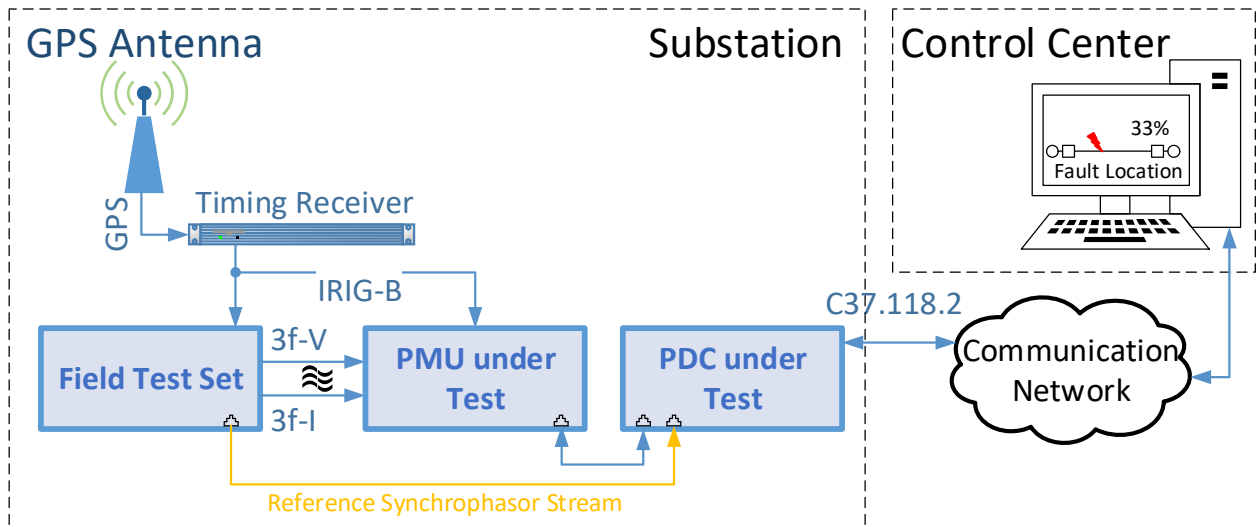 GPS Antenna
Substation
Control Center
33%
Fault Location
GPS
Timing Receiver
IRIG-B
C37.118.2
3f-V
3f-I
Field Test Set
PMU under
Test
PDC under
Test
Communication
Network
Reference Synchrophasor Stream